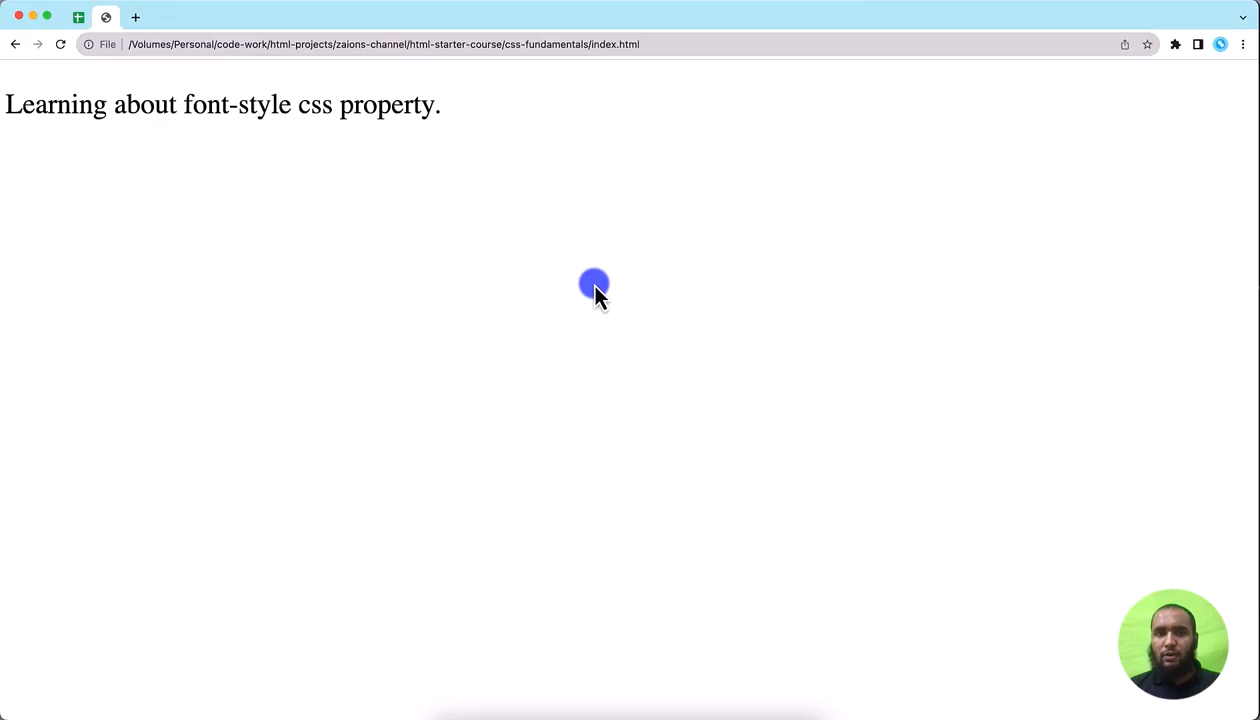 File
/Volumes/Personal/code-work/html-projects/zaions-channel/html-starter-course/css-fundamentals/index.html
Learning about font-style css property.